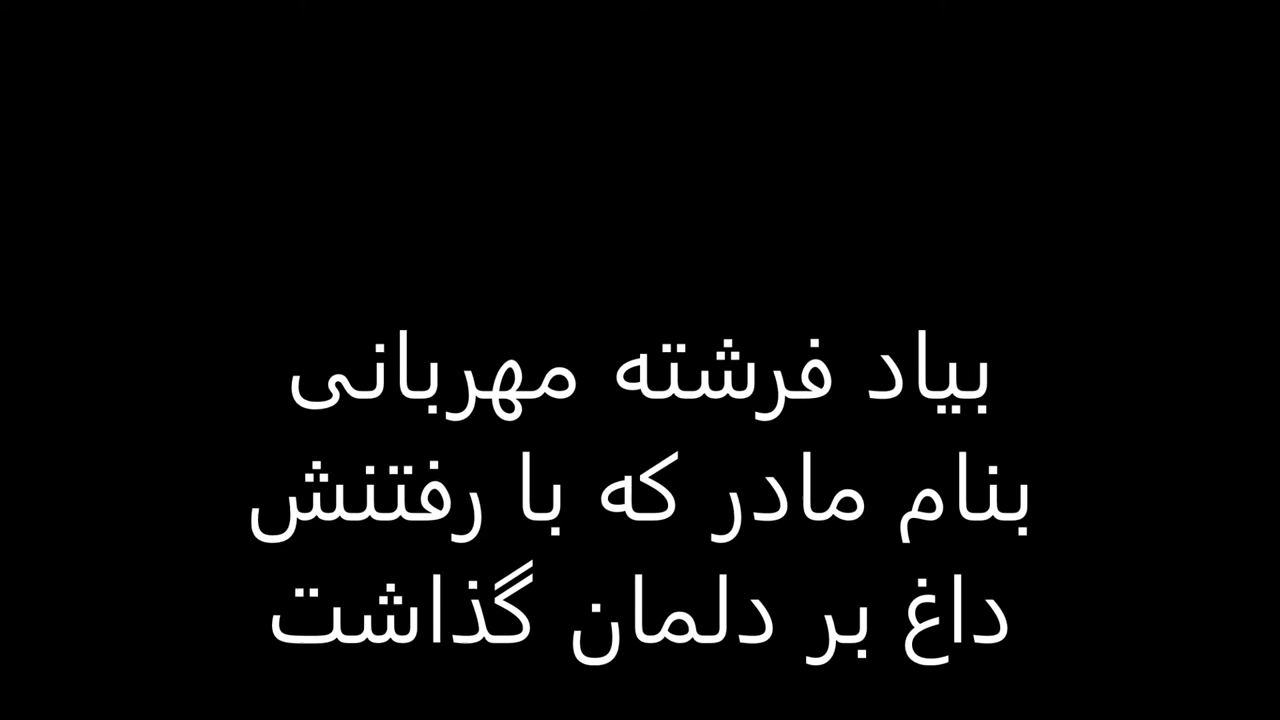 بیاد فرشته مهربانی
بنام مادر که با رفتنش
داغ بر دلمان گذاشت